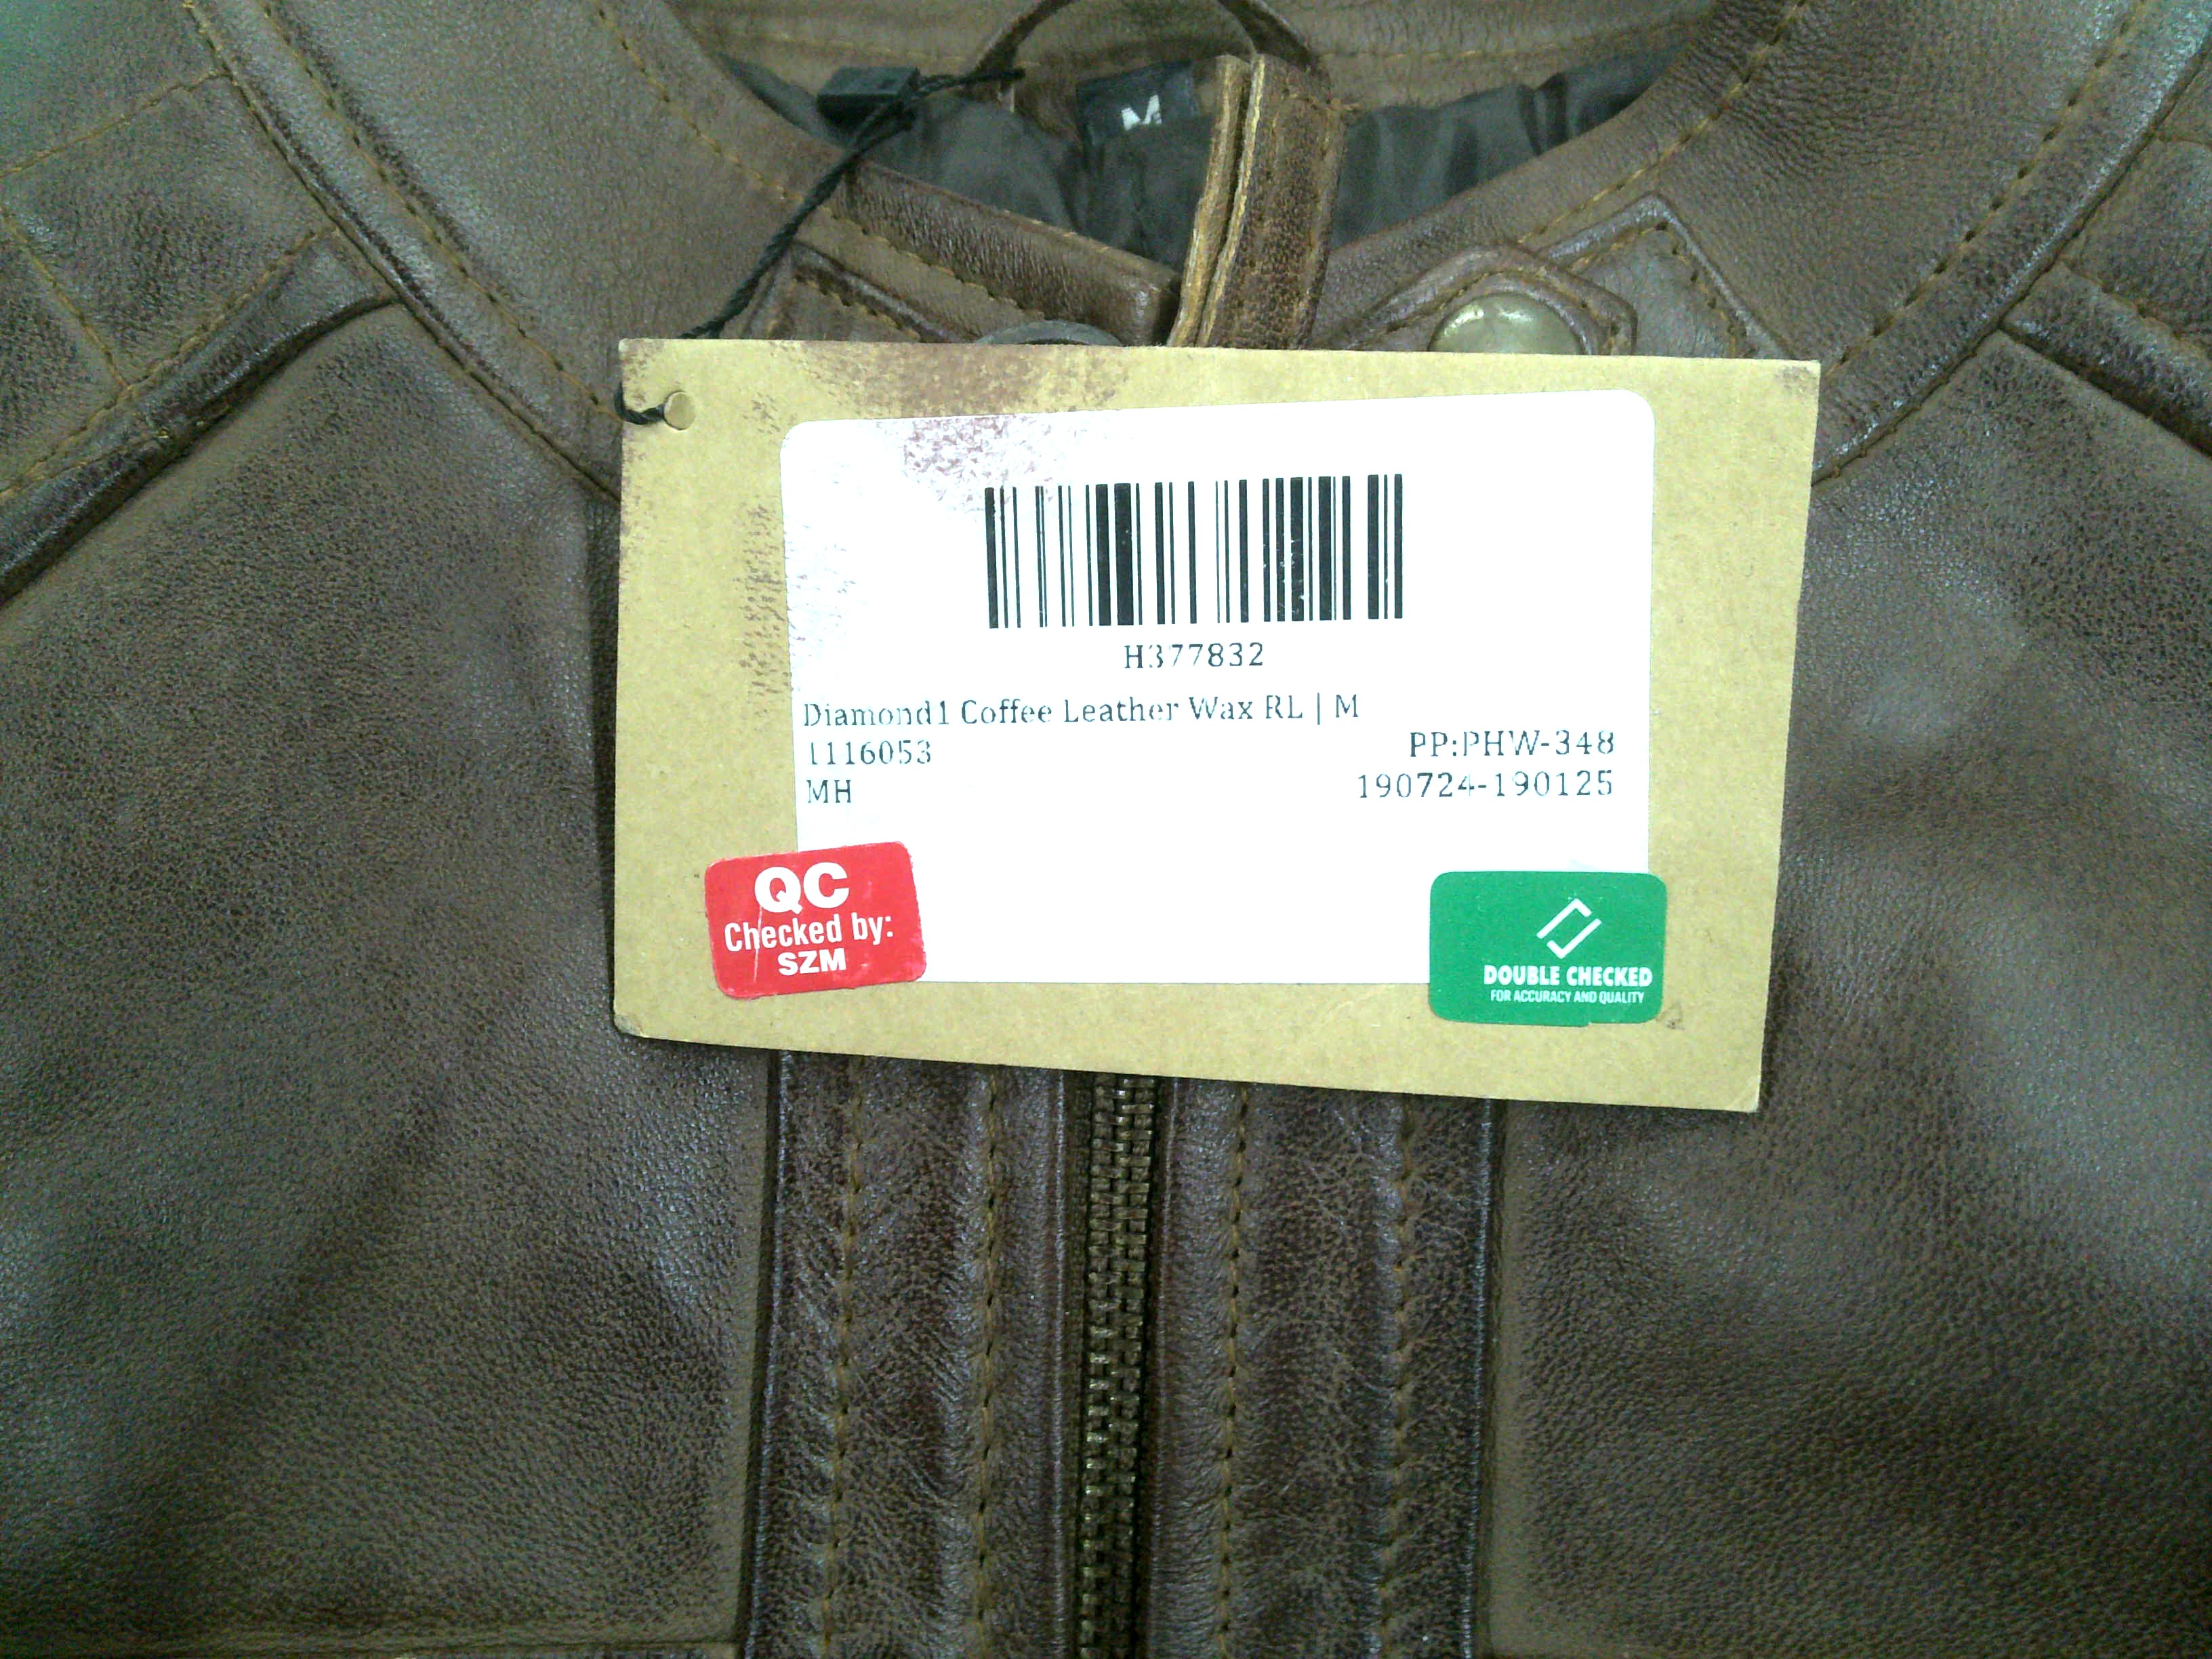 M
H377832
Diamond1 Coffee Leather Wax RL | M
1116053
PP:PHW-348
MH
190724-190125
QC
Checked by:
SZM
DOUBLE CHECKED
FOR ACCURACY AND QUALITY